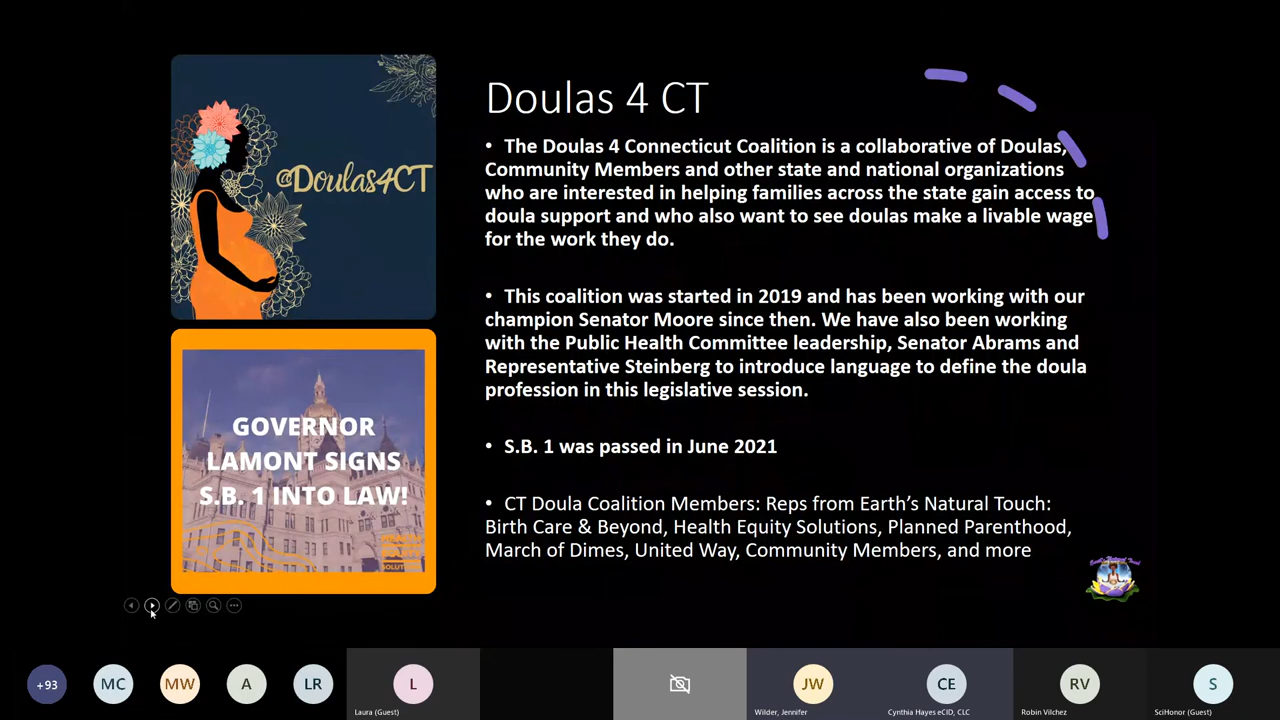 @Doulas4CT
GOVERNOR
LAMONT SIGNS
S.B. 1 INTO LAW!
Doulas 4 CT
• The Doulas 4 Connecticut Coalition is a collaborative of Doulas,
Community Members and other state and national organizations
who are interested in helping families across the state gain access to
doula support and who also want to see doulas make a livable wage
for the work they do.
• This coalition was started in 2019 and has been working with our
champion Senator Moore since then. We have also been working
with the Public Health Committee leadership, Senator Abrams and
Representative Steinberg to introduce language to define the doula
profession in this legislative session.
• S.B. 1 was passed in June 2021
• CT Doula Coalition Members: Reps from Earth’s Natural Touch:
Birth Care & Beyond, Health Equity Solutions, Planned Parenthood,
March of Dimes, United Way, Community Members, and more
+93
MC
MW
A
LR
L
Laura (Guest)
JW
Wilder, Jennifer
CE
Cynthia Hayes eCID, CLC
RV
Robin Vilchez
S
SciHonor (Guest)